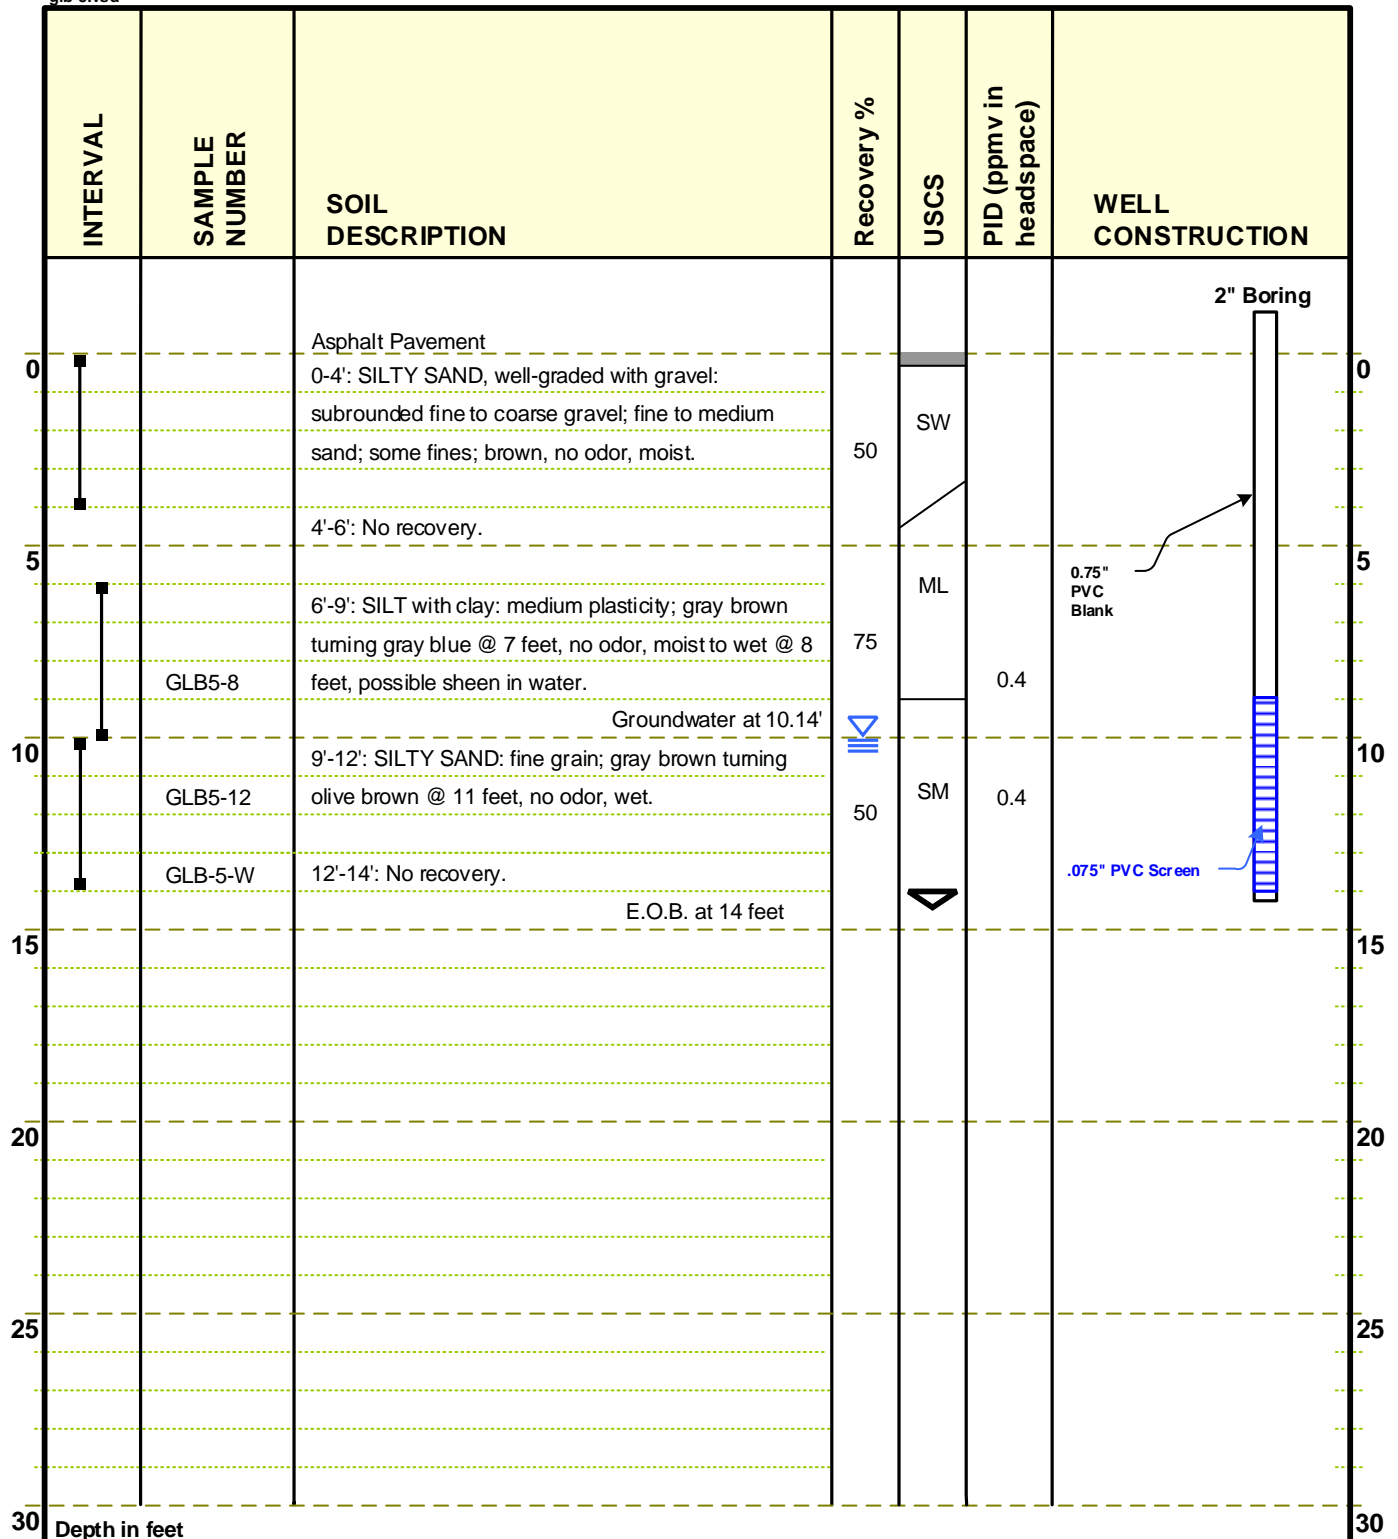 INTERVAL
SAMPLE
NUMBER
SOIL
DESCRIPTION
Recovery %
USCS
PID (ppmv in
headspace)
WELL
CONSTRUCTION
2" Boring
Asphalt Pavement
0
0-4': SILTY SAND, well-graded with gravel:
0
subrounded fine to coarse gravel; fine to medium
SW
sand; some fines; brown, no odor, moist.
50
4'-6': No recovery.
5
5
0.75"
PVC
Blank
ML
6'-9': SILT with clay: medium plasticity; gray brown
turning gray blue @ 7 feet, no odor, moist to wet @ 8
75
GLB5-8
feet, possible sheen in water.
0.4
Groundwater at 10.14'
10
9'-12': SILTY SAND: fine grain; gray brown turning
10
GLB5-12
olive brown @ 11 feet, no odor, wet.
50
SM
0.4
GLB-5-W
12'-14': No recovery.
.075" PVC Screen
E.O.B. at 14 feet
15
15
20
20
25
25
30
Depth in feet
30